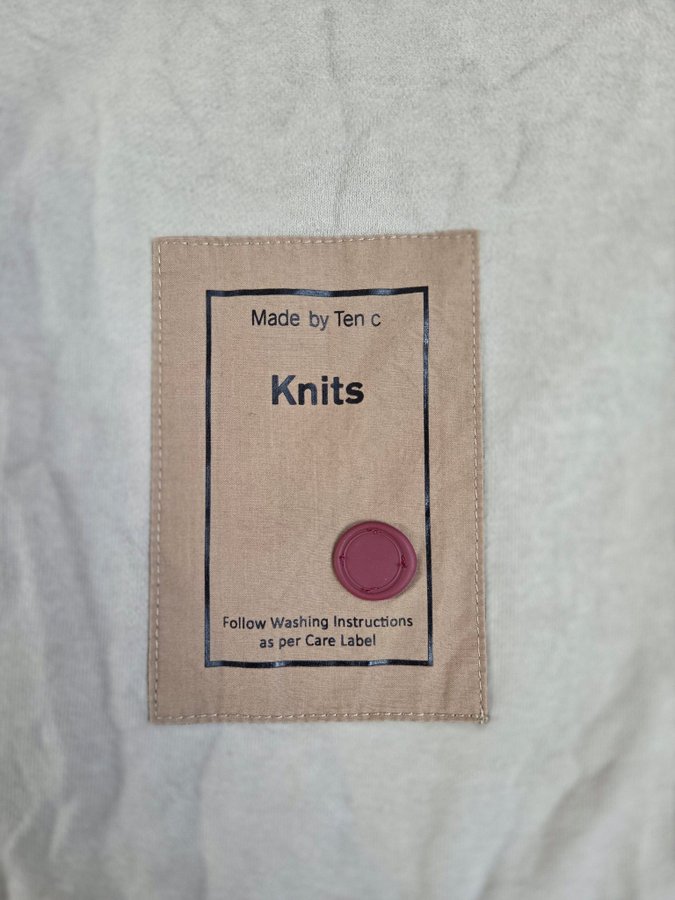 Made by Ten c
Knits
Follow Washing Instructions
as per Care Label